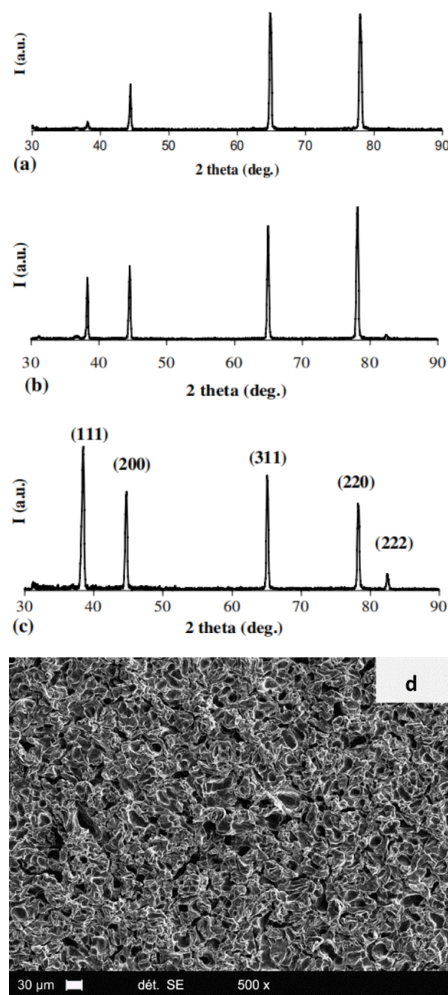 I (a.u.)
30 40 50 60 70 80 90
(a)
2 theta (deg.)
I (a.u.)
30 40 50 60 70 80 90
(b)
2 theta (deg.)
I (a.u.)
(111)
(200)
(311)
(220)
(222)
30 40 50 60 70 80 90
(c)
2 theta (deg.)
d
30 µm dét. SE 500 x